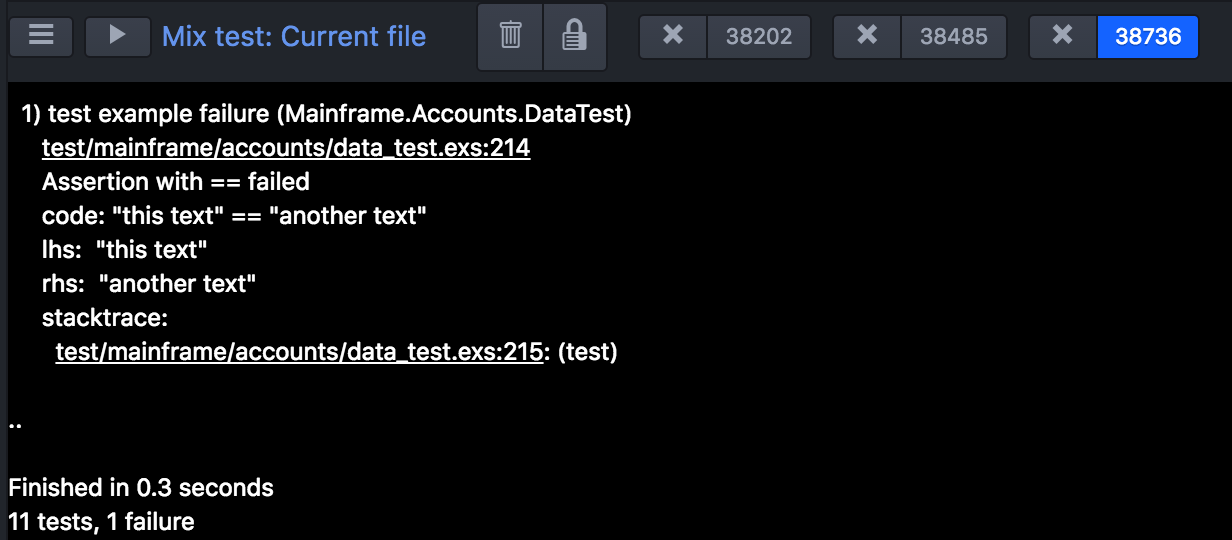 Mix test: Current file 38202 38485 38736
1) test example failure (Mainframe.Accounts.DataTest)
test/mainframe/accounts/data_test.exs:214
Assertion with == failed
code: "this text" == "another text"
lhs: "this text"
rhs: "another text"
stacktrace:
test/mainframe/accounts/data_test.exs:215: (test)
..
Finished in 0.3 seconds
11 tests, 1 failure